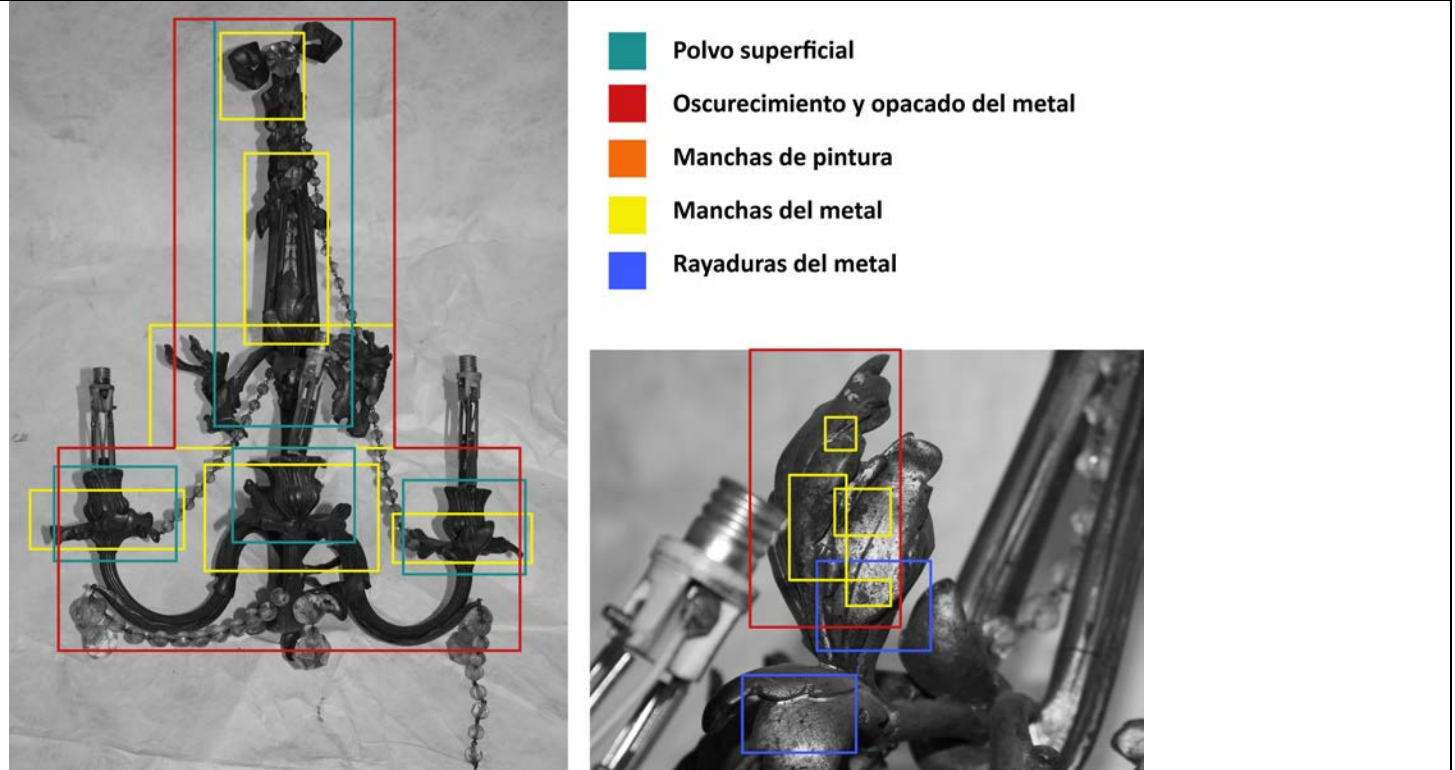 Polvo superficial
Oscurecimiento y opacado del metal
Manchas de pintura
Manchas del metal
Rayaduras del metal